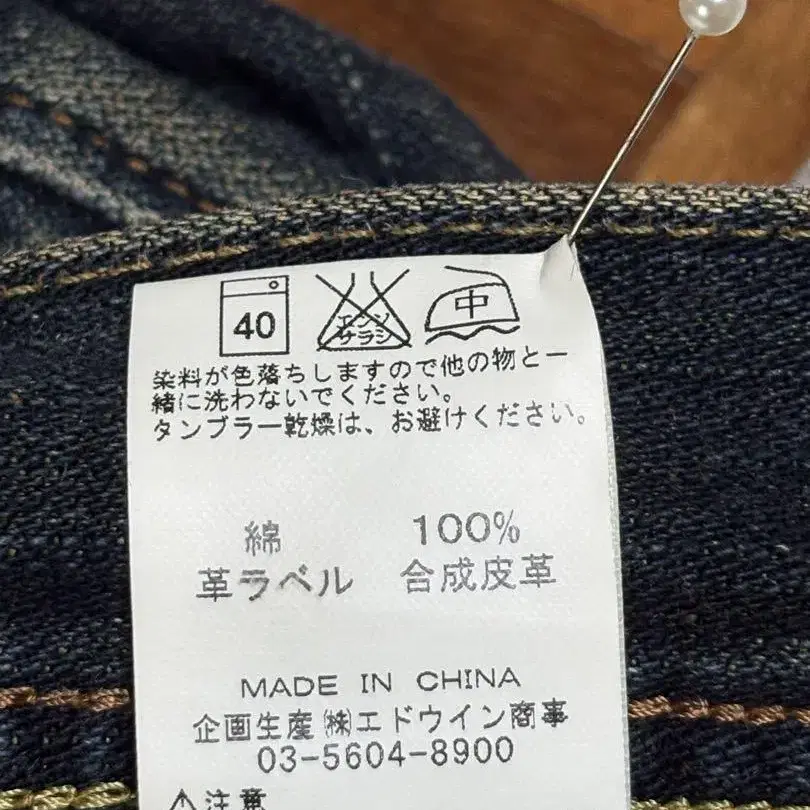 40 エンソサラシ 中
染料が色落ちしますので他の物と一
緒に洗わないでください。
タンブラー乾燥は、お避けください。
綿 100%
革ラベル 合成皮革
MADE IN CHINA
企画生産 ㈱エドウイン商事
03-5604-8900
⚠注意